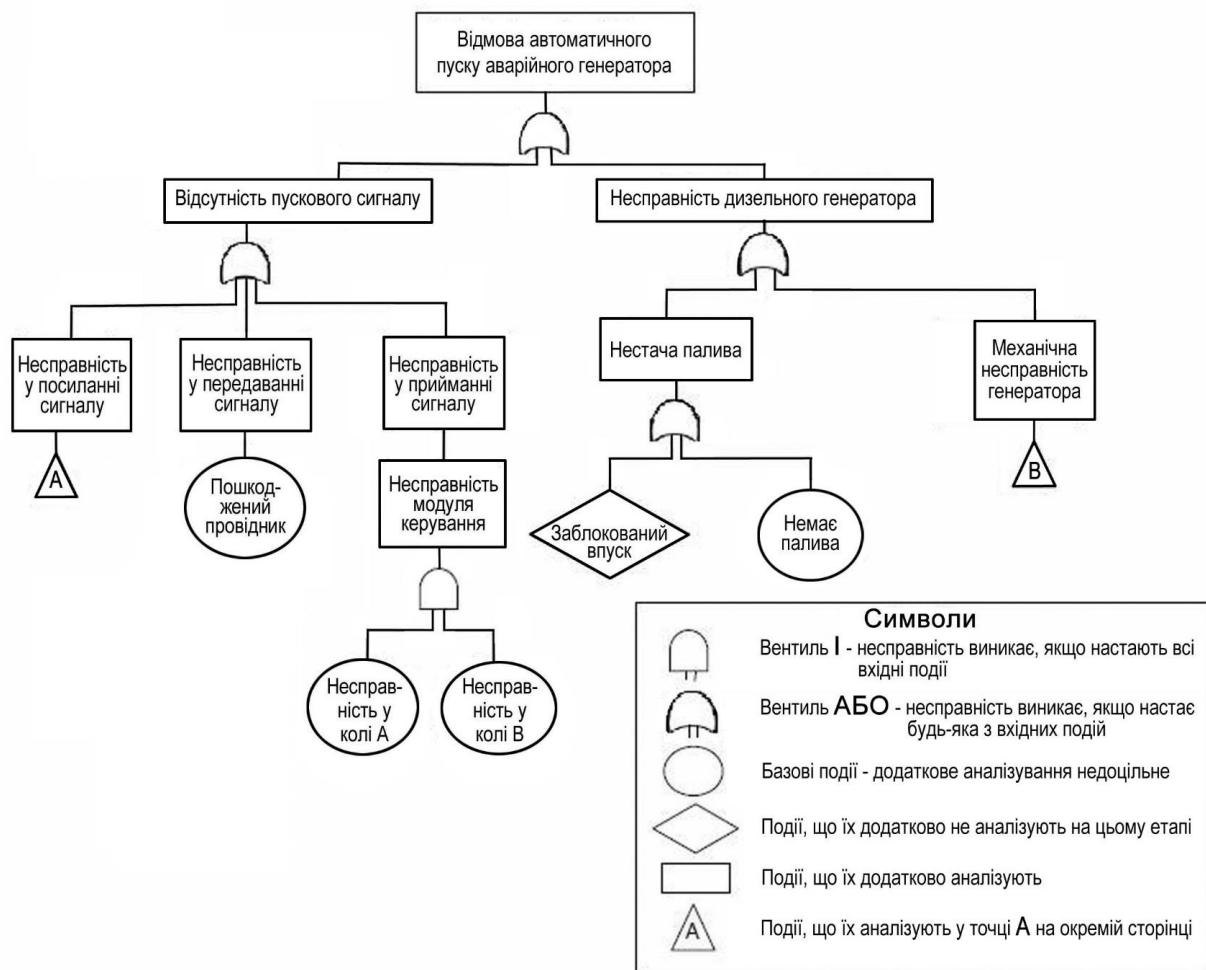 Відмова автоматичного
пуску аварійного генератора
Відсутність пускового сигналу
Несправність дизельного генератора
Несправність
у посиланні
сигналу
Несправність
у передаванні
сигналу
Несправність
у прийманні
сигналу
Нестача палива
Механічна
несправність
генератора
A
Пошкод-
жений
провідник
Несправність
модуля
керування
Заблокований
впуск
Немає
палива
B
Несправ-
ність у
колі А
Несправ-
ність у
колі В
Символи
Вентиль І - несправність виникає, якщо настають всі
вхідні події
Вентиль АБО - несправність виникає, якщо настає
будь-яка з вхідних подій
Базові події - додаткове аналізування недоцільне
Події, що їх додатково не аналізують на цьому етапі
Події, що їх додатково аналізують
A
Події, що їх аналізують у точці А на окремій сторінці